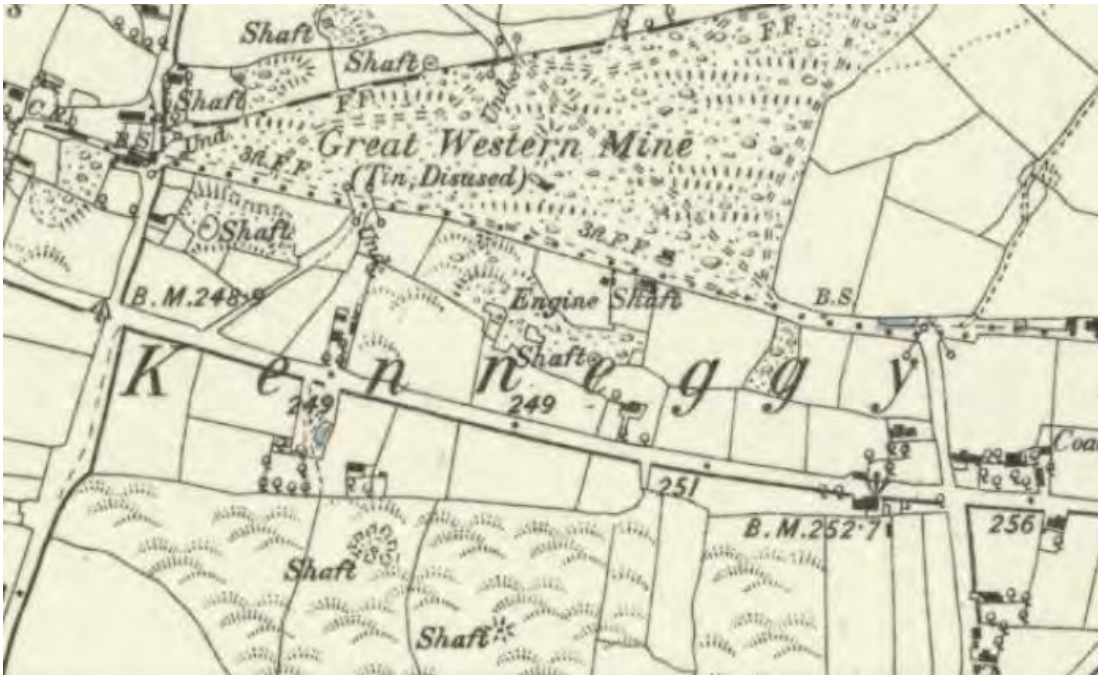 Shaft
F.F.
Shaft
Shaft
C.
F.F.
Und.
B.S.
Und.
Great Western Mine
3ft.F.F.
(Tin, Disused)
Shaft
3ft.F.F.
B.M.248·9
Engine Shaft
B.S.
Shaft
Kenneggy
249
249
Coa
251
B.M.252·7
256
Shaft
Shaft